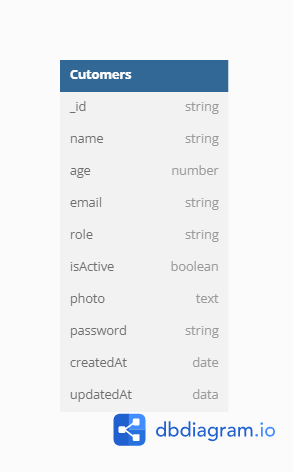 Cutomers
_id string
name string
age number
email string
role string
isActive boolean
photo text
password string
createdAt date
updatedAt data
dbdiagram.io